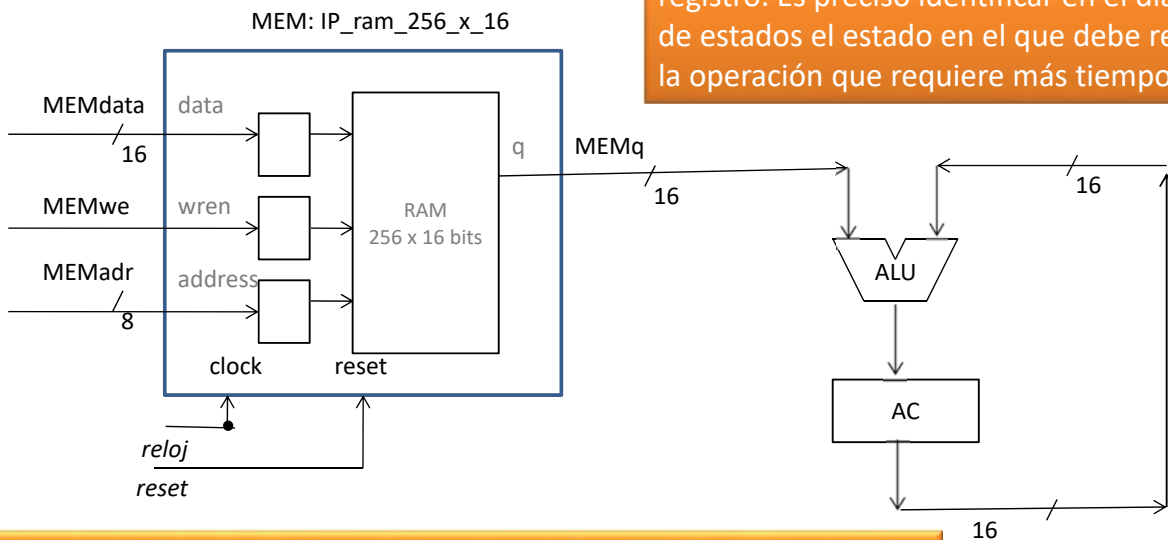 registro. Es preciso identificar en el
de estados el estado en el que debe
la operación que requiere más tiempo
MEM: IP_ram_256_x_16
MEMdata
data
16
MEMwe
wren
MEMadr
address
8
RAM
256 x 16 bits
q
MEMq
16
16
ALU
AC
16
clock
reset
reloj
reset